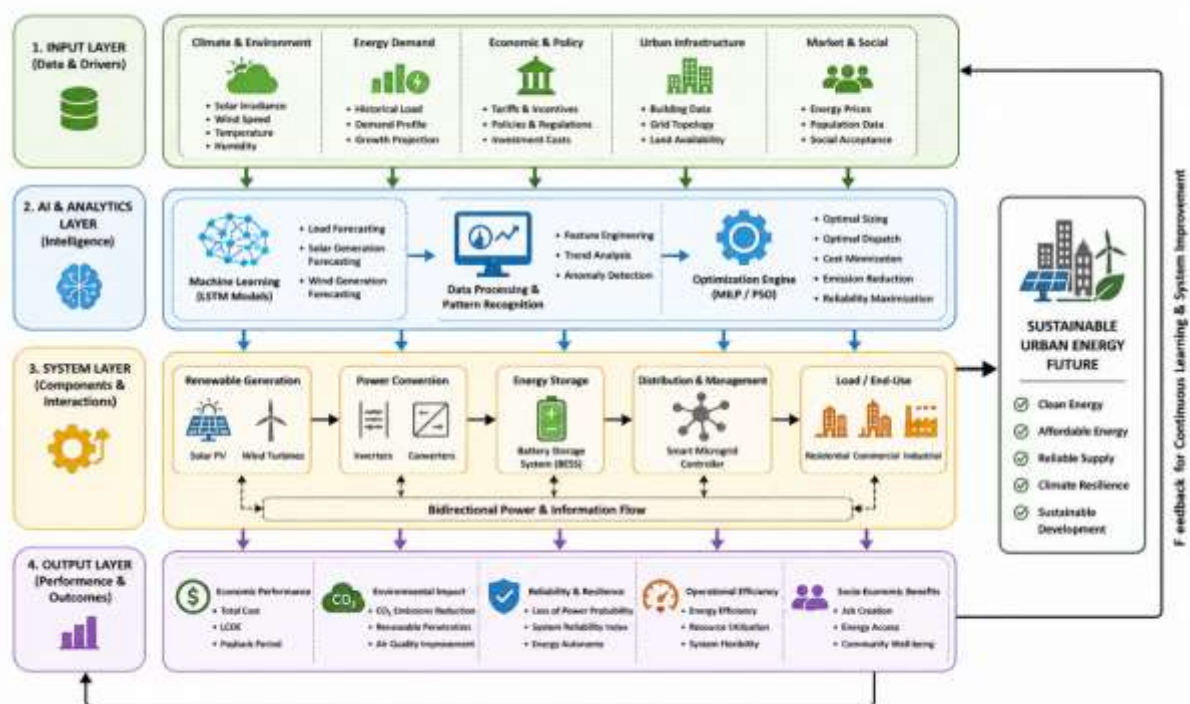 1. INPUT LAYER
(Data & Drivers)
Climate & Environment
• Solar Irradiance
• Wind Speed
• Temperature
• Humidity
Energy Demand
• Historical Load
• Demand Profile
• Growth Projection
Economic & Policy
• Tariffs & Incentives
• Policies & Regulations
• Investment Costs
Urban Infrastructure
• Building Data
• Grid Topology
• Land Availability
Market & Social
• Energy Prices
• Population Data
• Social Acceptance
2. AI & ANALYTICS
LAYER
(Intelligence)
Machine Learning
(LSTM Models)
• Load Forecasting
• Solar Generation
Forecasting
• Wind Generation
Forecasting
Data Processing &
Pattern Recognition
• Feature Engineering
• Trend Analysis
• Anomaly Detection
Optimization Engine
(MILP / PSO)
• Optimal Sizing
• Optimal Dispatch
• Cost Minimization
• Emission Reduction
• Reliability Maximization
3. SYSTEM LAYER
(Components &
Interactions)
Renewable Generation
Solar PV
Wind Turbines
Power Conversion
Inverters
Converters
Energy Storage
Battery Storage
System (BESS)
Distribution & Management
Smart Microgrid
Controller
Load / End-Use
Residential Commercial Industrial
Bidirectional Power & Information Flow
4. OUTPUT LAYER
(Performance &
Outcomes)
Economic Performance
• Total Cost
• LCOE
• Payback Period
CO₂
Environmental Impact
• CO₂ Emissions Reduction
• Renewable Penetration
• Air Quality Improvement
Reliability & Resilience
• Loss of Power Probability
• System Reliability Index
• Energy Autonomy
Operational Efficiency
• Energy Efficiency
• Resource Utilization
• System Flexibility
Socio Economic Benefits
• Job Creation
• Energy Access
• Community Well-being
SUSTAINABLE
URBAN ENERGY
FUTURE
Clean Energy
Affordable Energy
Reliable Supply
Climate Resilience
Sustainable
Development
F eedback for Continuous Learning & System Improvement